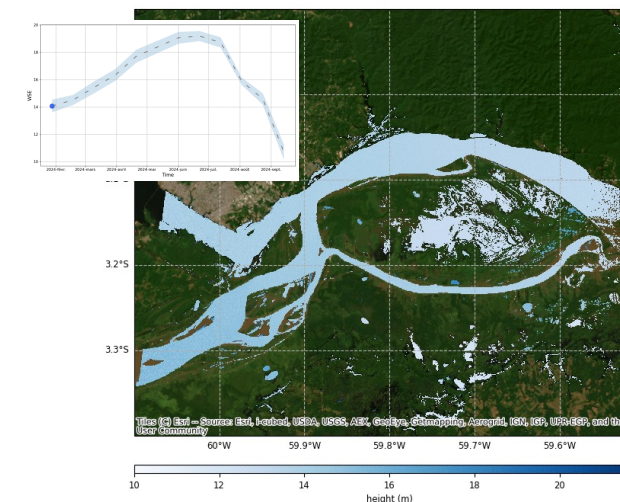 20
18
16
14
12
10
WSE
2024-févr. 2024-mars 2024-avril 2024-mai 2024-juin 2024-juil. 2024-août 2024-sept.
Time
3.2°S
3.3°S
Tiles (C) Esri -- Source: Esri, i-cubed, USDA, USGS, AEX, GeoEye, Getmapping, Aerogrid, IGN, IGP, UPR-EGP, and th
User Community
60°W 59.9°W 59.8°W 59.7°W 59.6°W
10 12 14 16 18 20
height (m)